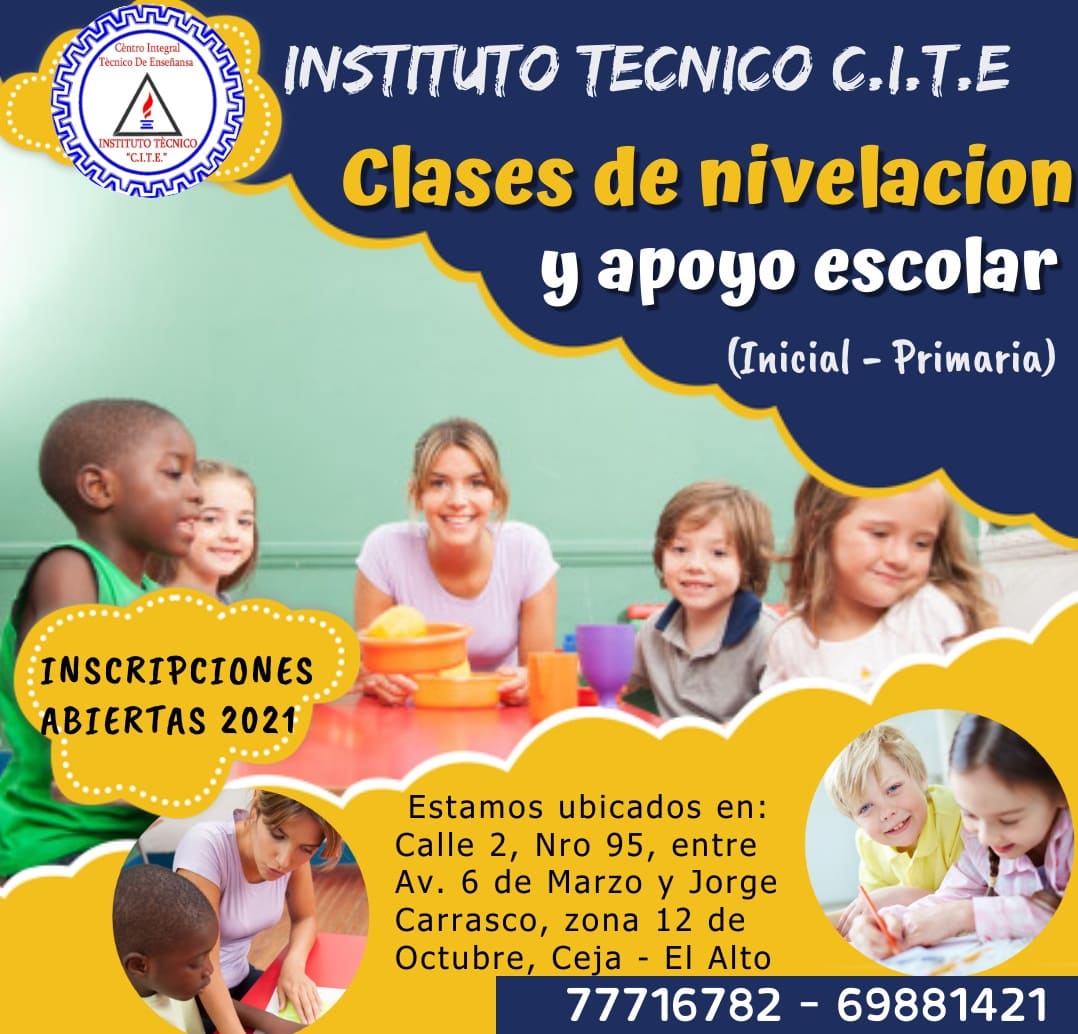 Cèntro Integral
Tècnico De Enseñansa
INSTITUTO TÈCNICO
"C.I.T.E."
INSTITUTO TECNICO C.I.T.E
Clases de nivelacion
y apoyo escolar
(Inicial - Primaria)
INSCRIPCIONES
ABIERTAS 2021
Estamos ubicados en:
Calle 2, Nro 95, entre
Av. 6 de Marzo y Jorge
Carrasco, zona 12 de
Octubre, Ceja - El Alto
77716782 - 69881421